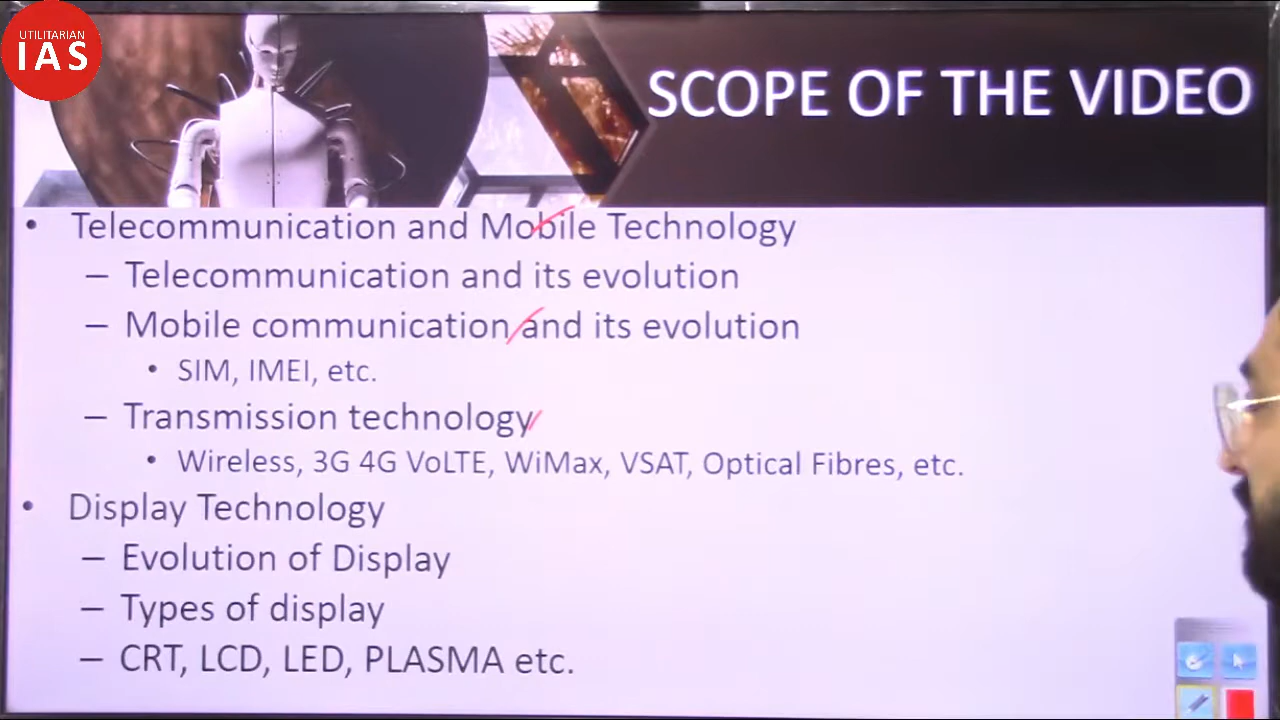 UTILITARIAN
IAS
SCOPE OF THE VIDEO
• Telecommunication and Mobile Technology
– Telecommunication and its evolution
– Mobile communication and its evolution
• SIM, IMEI, etc.
– Transmission technology
• Wireless, 3G 4G VoLTE, WiMax, VSAT, Optical Fibres, etc.
• Display Technology
– Evolution of Display
– Types of display
– CRT, LCD, LED, PLASMA etc.